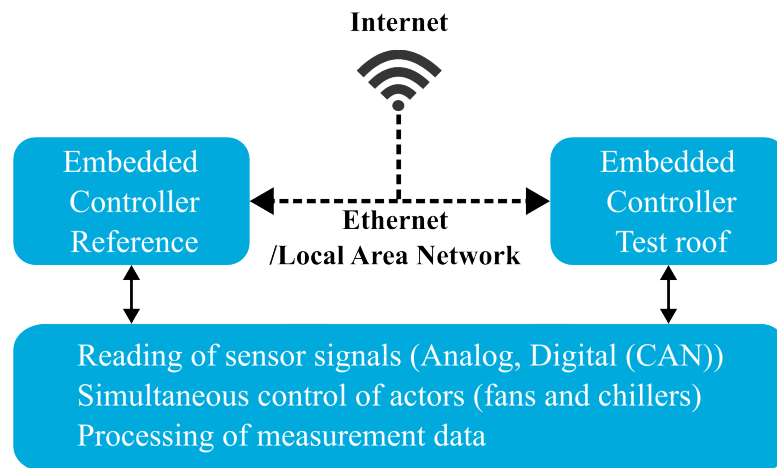 Internet
Embedded
Controller
Reference
Ethernet
/Local Area Network
Embedded
Controller
Test roof
Reading of sensor signals (Analog, Digital (CAN))
Simultaneous control of actors (fans and chillers)
Processing of measurement data